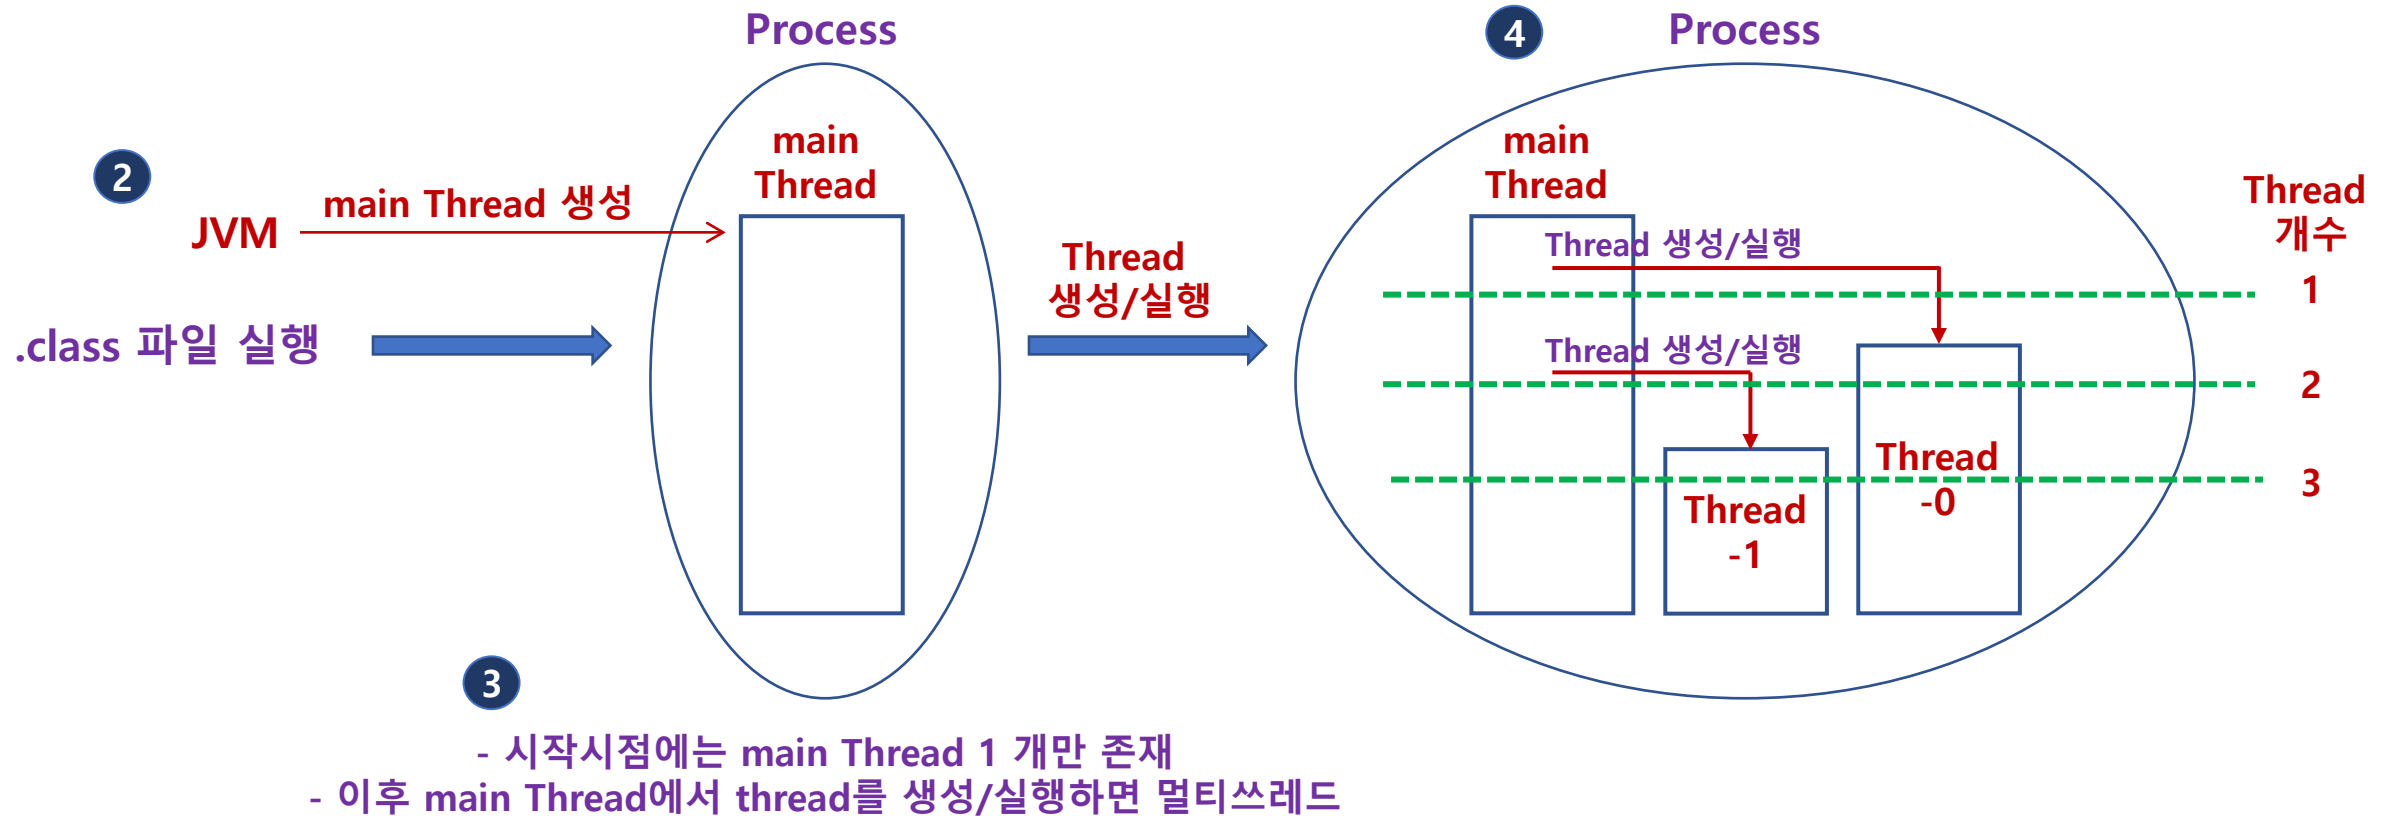 2
JVM
main Thread 생성
.class 파일 실행
Process
main
Thread
3
- 시작시점에는 main Thread 1 개만 존재
- 이후 main Thread에서 thread를 생성/실행하면 멀티쓰레드
Thread
생성/실행
4
Process
main
Thread
Thread 생성/실행
Thread 생성/실행
Thread
-1
Thread
-0
Thread
개수
1
2
3